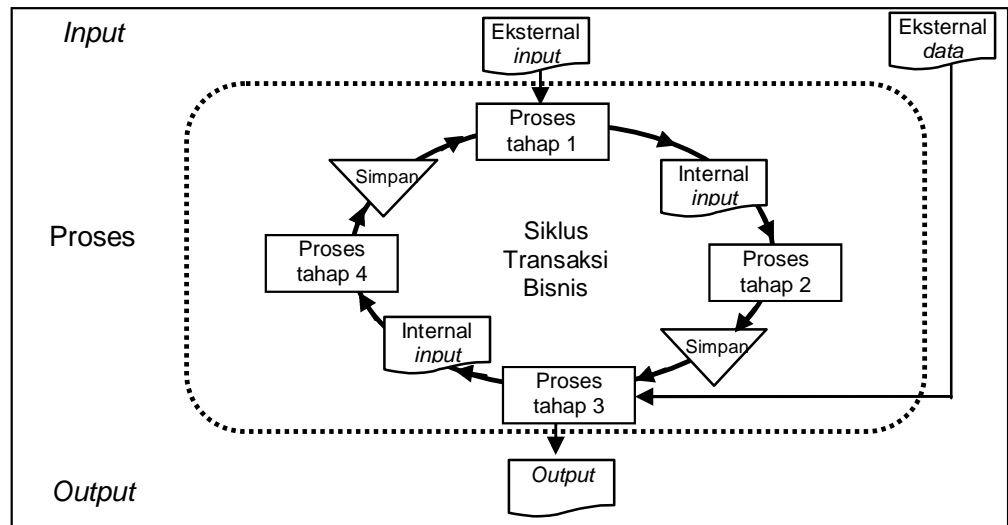 Input
Eksternal
input
Eksternal
data
Proses
tahap 1
Simpan
Internal
input
Proses
Proses
tahap 4
Siklus
Transaksi
Bisnis
Proses
tahap 2
Internal
input
Simpan
Proses
tahap 3
Output
Output